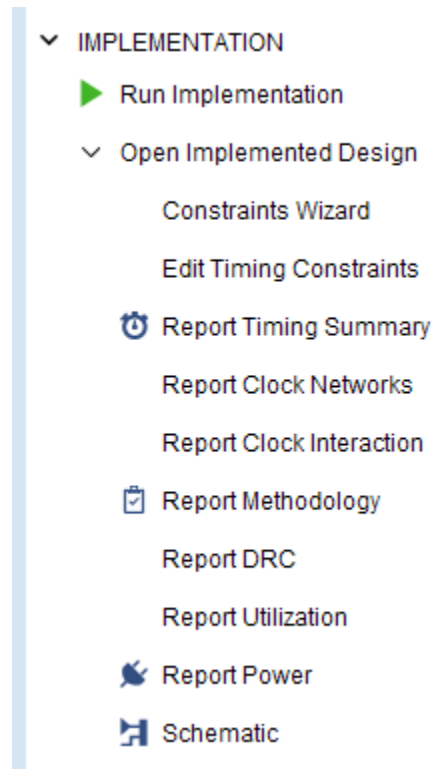 IMPLEMENTATION
Run Implementation
Open Implemented Design
Constraints Wizard
Edit Timing Constraints
Report Timing Summary
Report Clock Networks
Report Clock Interaction
Report Methodology
Report DRC
Report Utilization
Report Power
Schematic